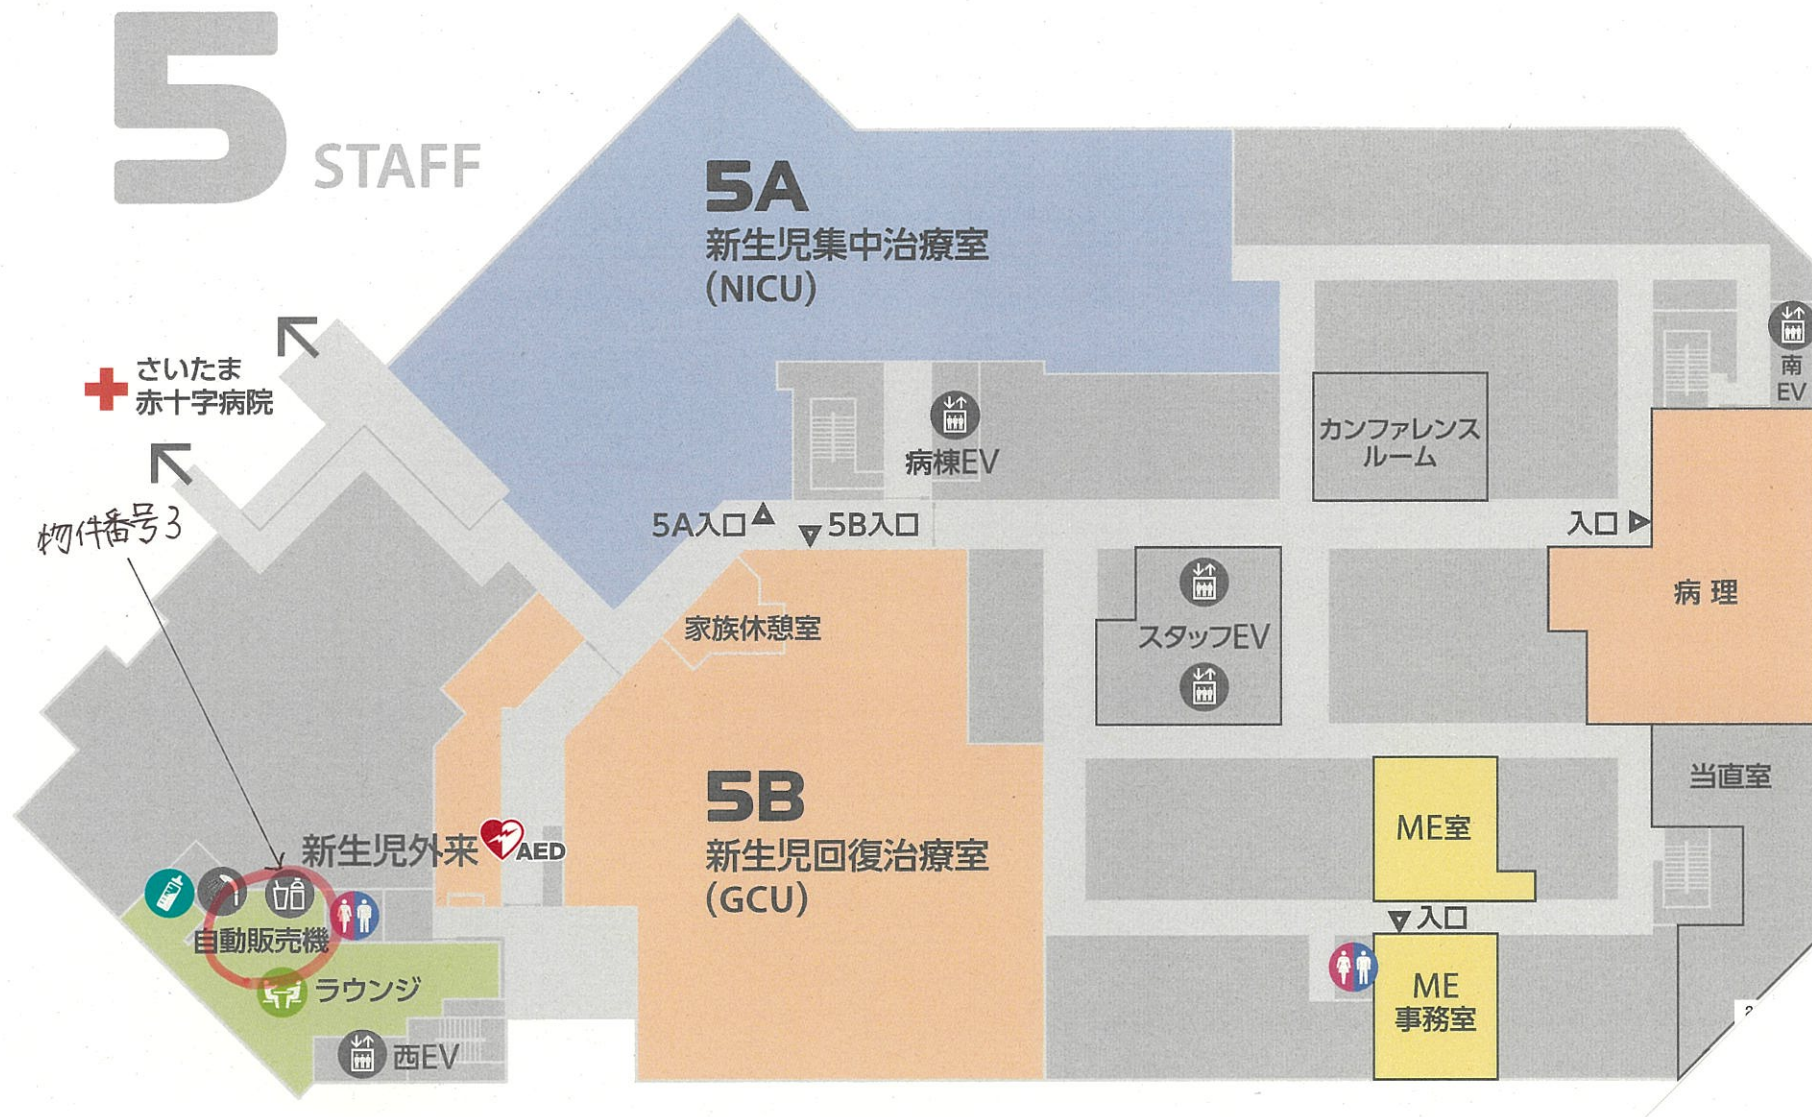 5 STAFF
5A
新生児集中治療室
(NICU)
さいたま
赤十字病院
物件番号3
病棟EV
カンファレンス
ルーム
南
EV
5A入口
5B入口
入口
病理
家族休憩室
スタッフEV
5B
新生児回復治療室
(GCU)
当直室
ME室
入口
ME
事務室
新生児外来
AED
自動販売機
ラウンジ
西EV
2